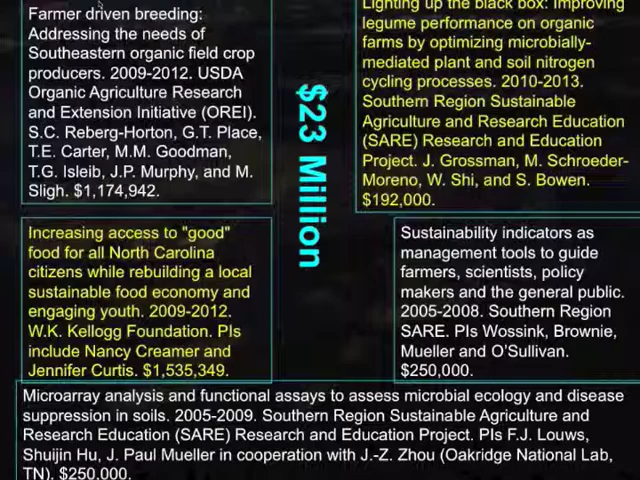 Farmer driven breeding:
Addressing the needs of
Southeastern organic field crop
producers. 2009-2012. USDA
Organic Agriculture Research
and Extension Initiative (OREI).
S.C. Reberg-Horton, G.T. Place,
T.E. Carter, M.M. Goodman,
T.G. Isleib, J.P. Murphy, and M.
Sligh. $1,174,942.
Lighting up the black box: Improving
legume performance on organic
farms by optimizing microbially-
mediated plant and soil nitrogen
cycling processes. 2010-2013.
Southern Region Sustainable
Agriculture and Research Education
(SARE) Research and Education
Project. J. Grossman, M. Schroeder-
Moreno, W. Shi, and S. Bowen.
$192,000.
$23 Million
Increasing access to "good"
food for all North Carolina
citizens while rebuilding a local
sustainable food economy and
engaging youth. 2009-2012.
W.K. Kellogg Foundation. PIs
include Nancy Creamer and
Jennifer Curtis. $1,535,349.
Sustainability indicators as
management tools to guide
farmers, scientists, policy
makers and the general public.
2005-2008. Southern Region
SARE. PIs Wossink, Brownie,
Mueller and O'Sullivan.
$250,000.
Microarray analysis and functional assays to assess microbial ecology and disease
suppression in soils. 2005-2009. Southern Region Sustainable Agriculture and
Research Education (SARE) Research and Education Project. PIs F.J. Louws,
Shuijin Hu, J. Paul Mueller in cooperation with J.-Z. Zhou (Oakridge National Lab,
TN). $250,000.